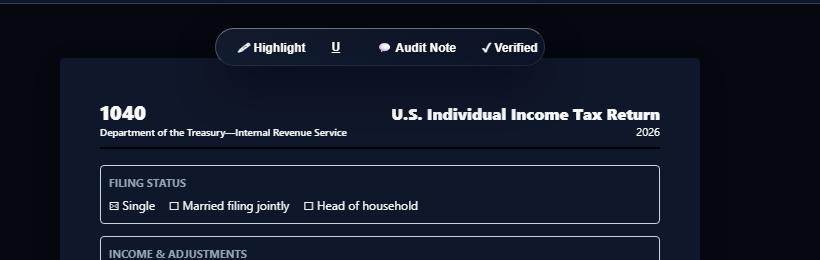 Highlight U Audit Note ✓ Verified
1040 U.S. Individual Income Tax Return
Department of the Treasury—Internal Revenue Service 2026
FILING STATUS
☒ Single ☐ Married filing jointly ☐ Head of household
INCOME & ADJUSTMENTS